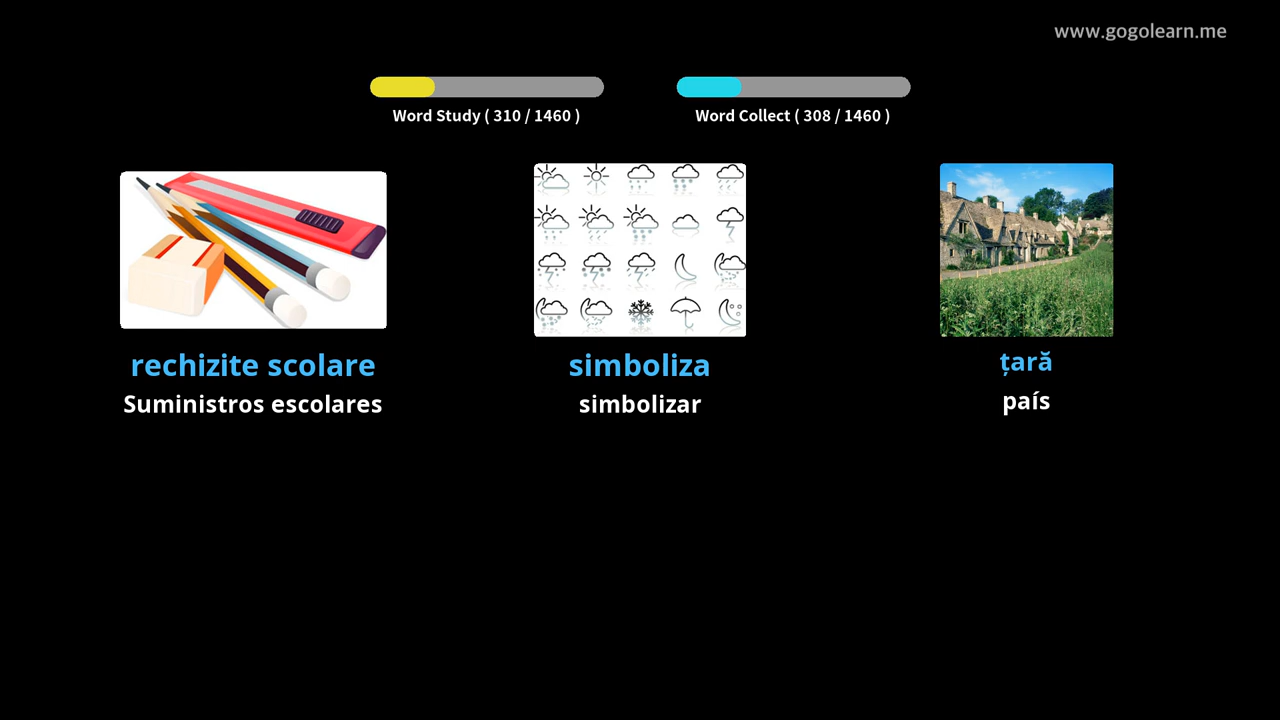 www.gogolearn.me
Word Study ( 310 / 1460 )
Word Collect ( 308 / 1460 )
rechizite scolare
Suministros escolares
simboliza
simbolizar
țară
país